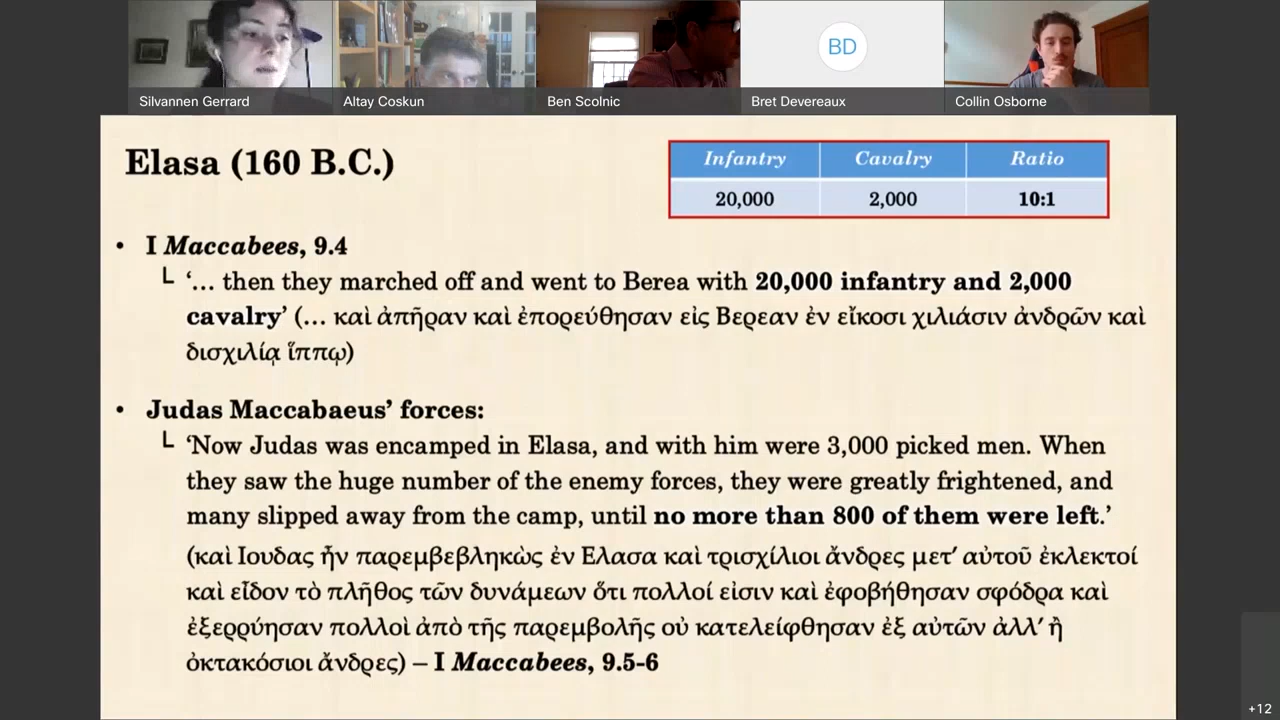 BD
Silvannen Gerrard
Altay Coskun
Ben Scolnic
Bret Devereaux
Collin Osborne
Elasa (160 B.C.)
Infantry Cavalry Ratio
20,000 2,000 10:1
• I Maccabees, 9.4
└ ‘… then they marched off and went to Berea with 20,000 infantry and 2,000
cavalry’ (… καὶ ἀπῆραν καὶ ἐπορεύθησαν εἰς Βερεαν ἐν εἴκοσι χιλιάσιν ἀνδρῶν καὶ
δισχιλίᾳ ἵππῳ)
• Judas Maccabaeus’ forces:
└ ‘Now Judas was encamped in Elasa, and with him were 3,000 picked men. When
they saw the huge number of the enemy forces, they were greatly frightened, and
many slipped away from the camp, until no more than 800 of them were left.’
(καὶ Ιουδας ἦν παρεμβεβληκὼς ἐν Ελασα καὶ τρισχίλιοι ἄνδρες μετ’ αὐτοῦ ἐκλεκτοί
καὶ εἶδον τὸ πλῆθος τῶν δυνάμεων ὅτι πολλοί εἰσιν καὶ ἐφοβήθησαν σφόδρα καὶ
ἐξερρύησαν πολλοὶ ἀπὸ τῆς παρεμβολῆς οὐ κατελείφθησαν ἐξ αὐτῶν ἀλλ’ ἢ
ὀκτακόσιοι ἄνδρες) – I Maccabees, 9.5-6
+12